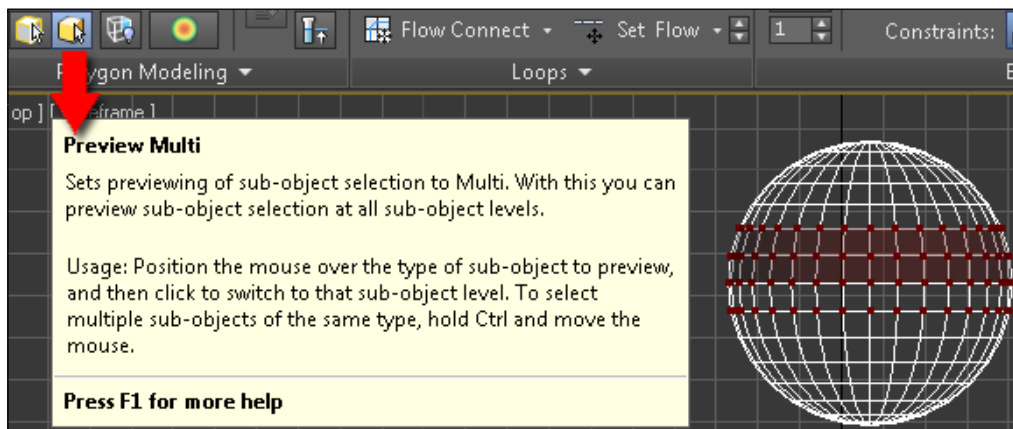 Flow Connect Set Flow 1 Constraints:
Polygon Modeling Loops
op ] [ eframe ]
Preview Multi
Sets previewing of sub-object selection to Multi. With this you can
preview sub-object selection at all sub-object levels.
Usage: Position the mouse over the type of sub-object to preview,
and then click to switch to that sub-object level. To select
multiple sub-objects of the same type, hold Ctrl and move the
mouse.
Press F1 for more help